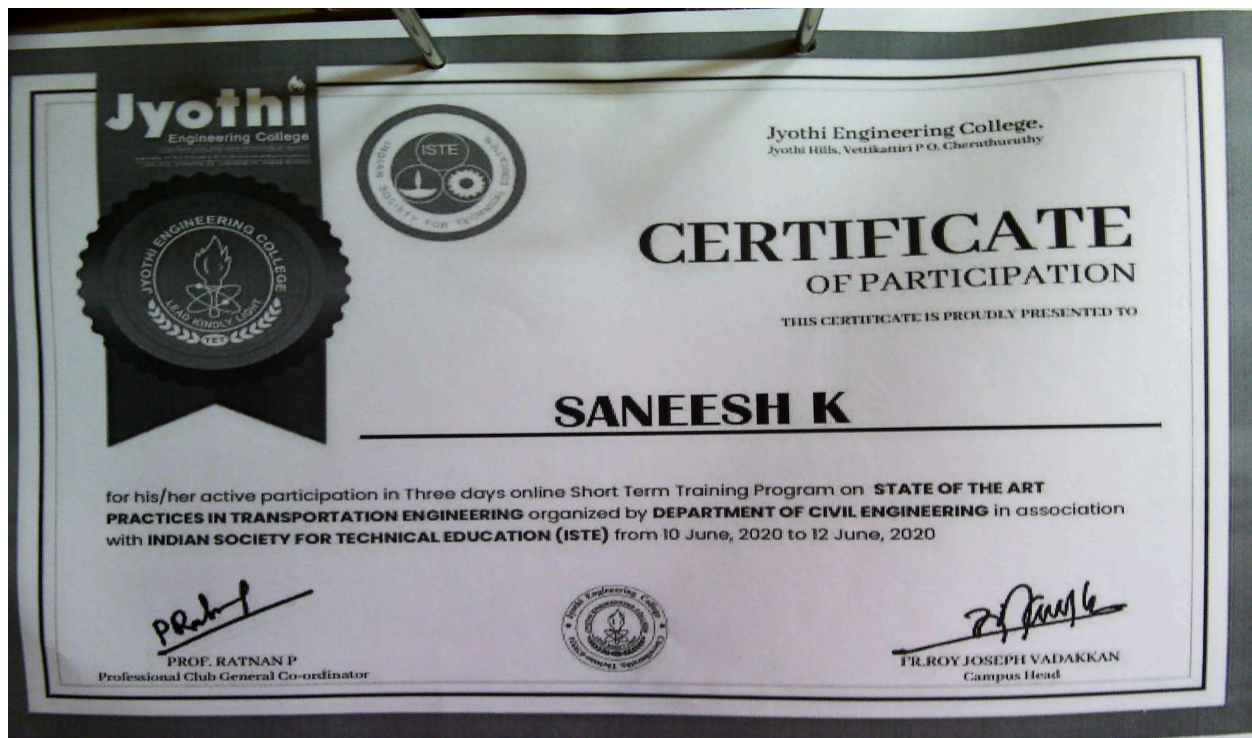 Jyothi
Engineering College
ISTE
INDIAN SOCIETY FOR TECHNICAL EDUCATION
Jyothi Engineering College,
Jyothi Hills, Vettikattiri P O, Cheruthuruthy
JYOTHI ENGINEERING COLLEGE
LEAD KINDLY LIGHT
CERTIFICATE
OF PARTICIPATION
THIS CERTIFICATE IS PROUDLY PRESENTED TO
SANEESH K
for his/her active participation in Three days online Short Term Training Program on STATE OF THE ART
PRACTICES IN TRANSPORTATION ENGINEERING organized by DEPARTMENT OF CIVIL ENGINEERING in association
with INDIAN SOCIETY FOR TECHNICAL EDUCATION (ISTE) from 10 June, 2020 to 12 June, 2020
Jyothi Engineering College
PROF. RATNAN P
Professional Club General Co-ordinator
FR.ROY JOSEPH VADAKKAN
Campus Head